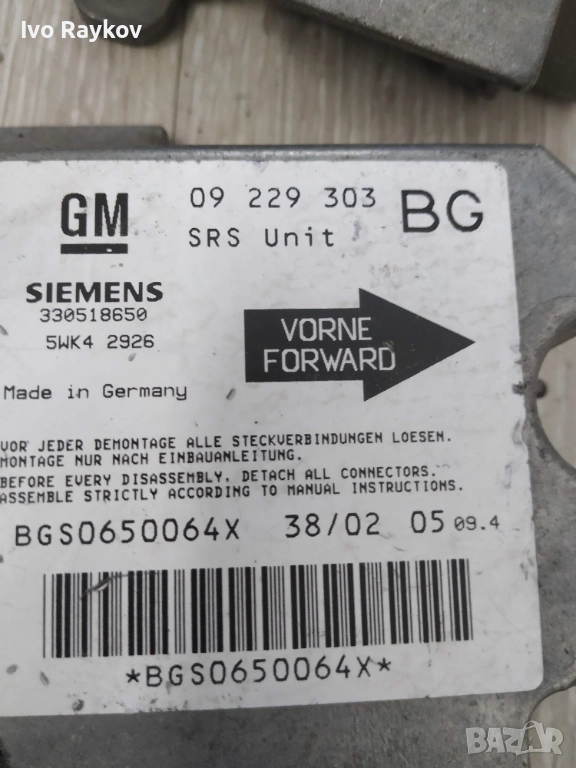 Ivo Raykov
GM
09 229 303 BG
SRS Unit
SIEMENS
330518650
5WK4 2926
VORNE
FORWARD
Made in Germany
VOR JEDER DEMONTAGE ALLE STECKVERBINDUNGEN LOESEN.
MONTAGE NUR NACH EINBAUANLEITUNG.
BEFORE EVERY DISASSEMBLY, DETACH ALL CONNECTORS.
ASSEMBLE STRICTLY ACCORDING TO MANUAL INSTRUCTIONS.
BGS0650064X 38/02 05 09.4
*BGS0650064X*
BAZAR